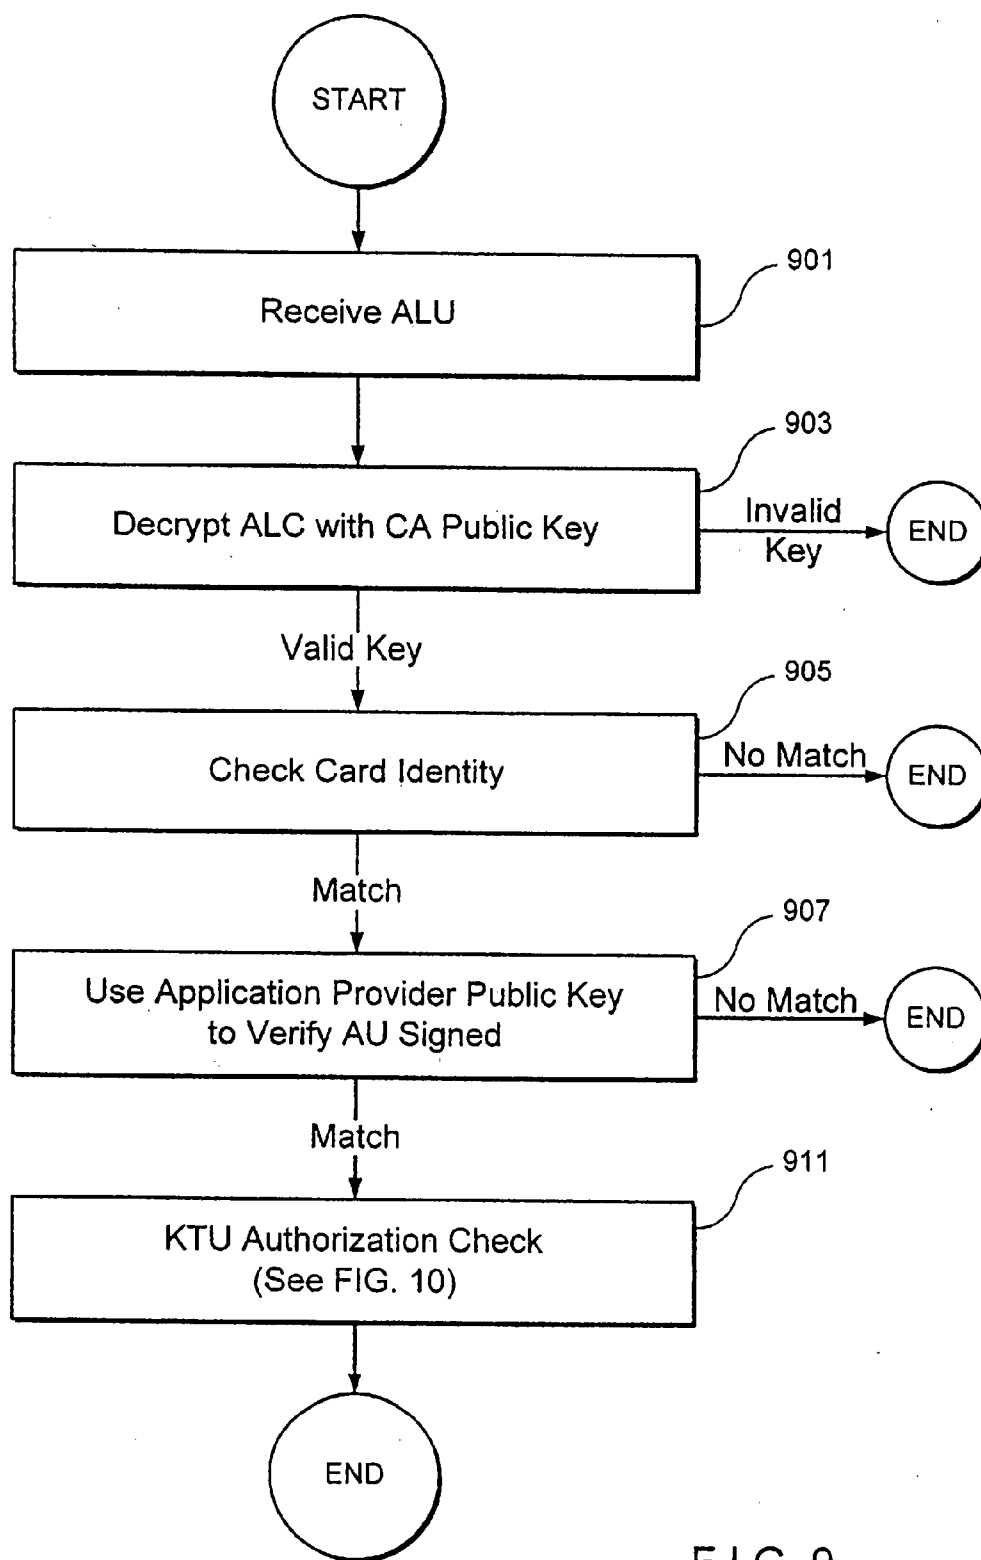 START
901
Receive ALU
903
Decrypt ALC with CA Public Key
Invalid
Key
END
Valid Key
905
Check Card Identity
No Match
END
Match
907
Use Application Provider Public Key
to Verify AU Signed
No Match
END
Match
911
KTU Authorization Check
(See FIG. 10)
END
FIG. 9